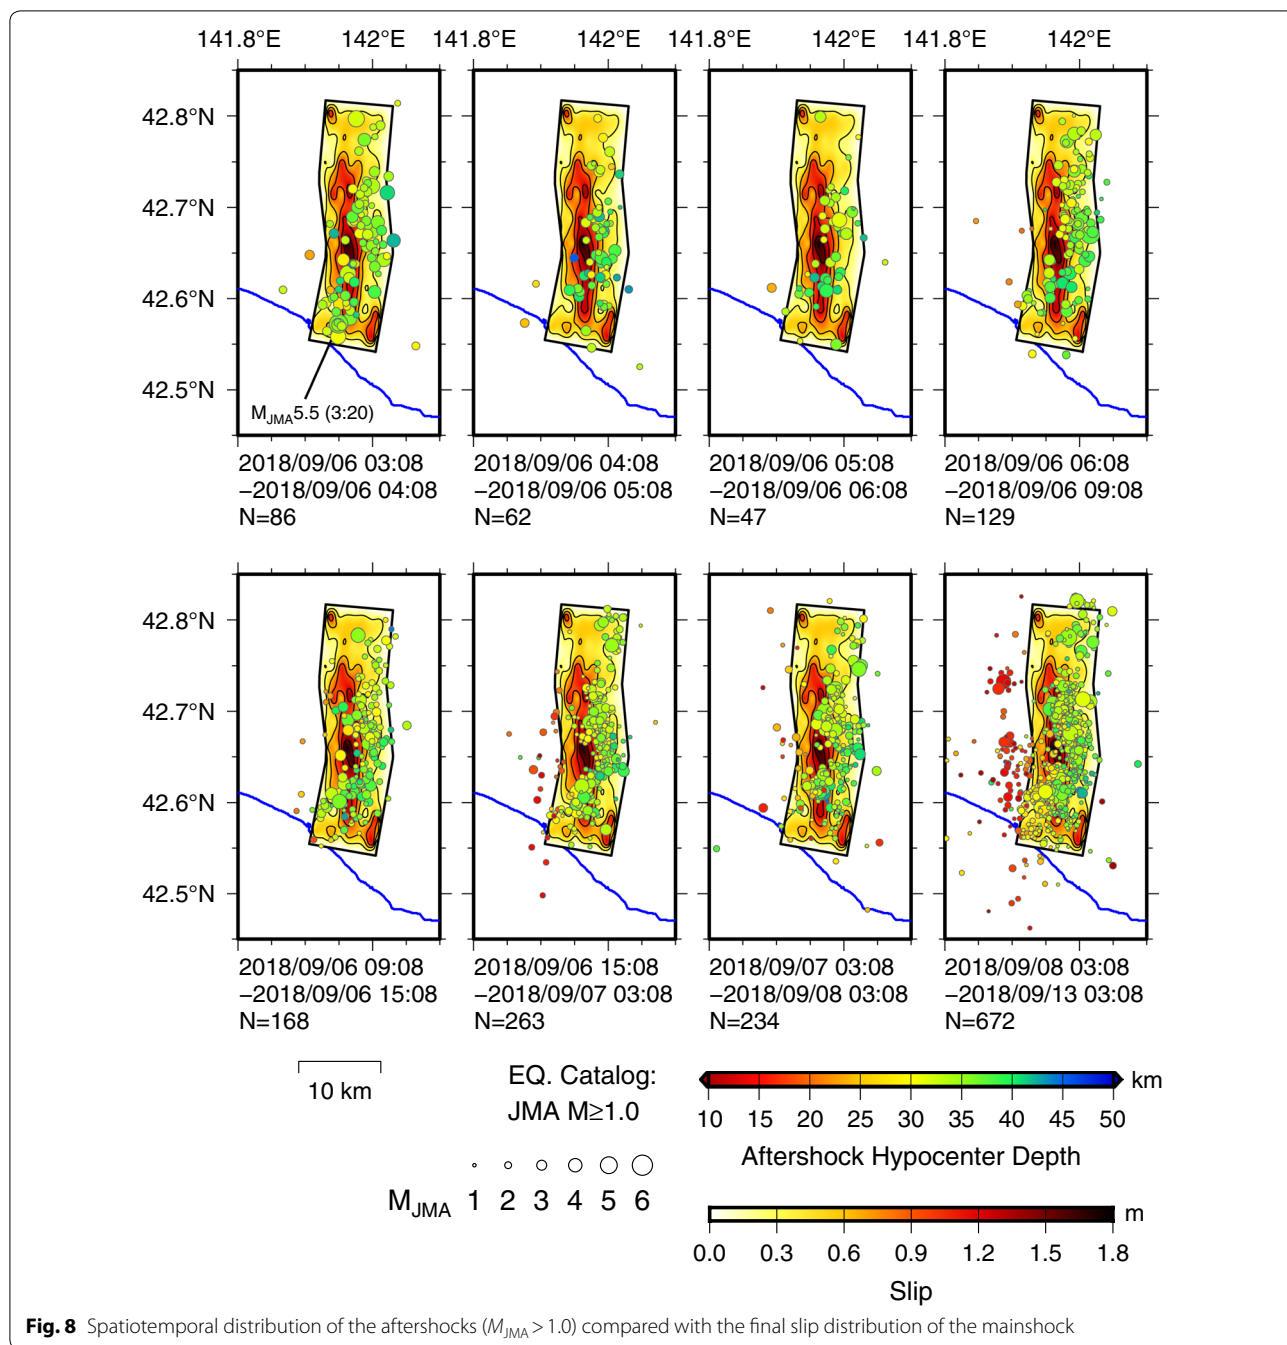 141.8°E 142°E 141.8°E 142°E 141.8°E 142°E 141.8°E 142°E
42.8°N
42.7°N
42.6°N
42.5°N
M_JMA5.5 (3:20)
2018/09/06 03:08
–2018/09/06 04:08
N=86
2018/09/06 04:08
–2018/09/06 05:08
N=62
2018/09/06 05:08
–2018/09/06 06:08
N=47
2018/09/06 06:08
–2018/09/06 09:08
N=129
42.8°N
42.7°N
42.6°N
42.5°N
2018/09/06 09:08
–2018/09/06 15:08
N=168
2018/09/06 15:08
–2018/09/07 03:08
N=263
2018/09/07 03:08
–2018/09/08 03:08
N=234
2018/09/08 03:08
–2018/09/13 03:08
N=672
10 km
EQ. Catalog:
JMA M≥1.0
M_JMA 1 2 3 4 5 6
km
10 15 20 25 30 35 40 45 50
Aftershock Hypocenter Depth
m
0.0 0.3 0.6 0.9 1.2 1.5 1.8
Slip
Fig. 8 Spatiotemporal distribution of the aftershocks (M_JMA > 1.0) compared with the final slip distribution of the mainshock